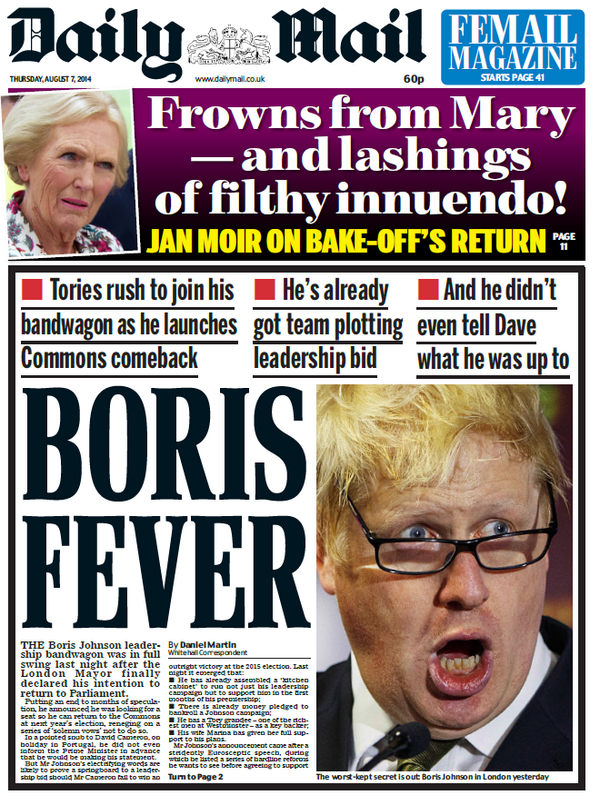 Daily Mail
FEMAIL
MAGAZINE
STARTS PAGE 41
THURSDAY, AUGUST 7, 2014
www.dailymail.co.uk
60p
Frowns from Mary
— and lashings
of filthy innuendo!
JAN MOIR ON BAKE-OFF'S RETURN
PAGE
11
Tories rush to join his
bandwagon as he launches
Commons comeback
He's already
got team plotting
leadership bid
And he didn't
even tell Dave
what he was up to
BORIS
FEVER
THE Boris Johnson leader-
ship bandwagon was in full
swing last night after the
London Mayor finally
declared his intention to
return to Parliament.
Putting an end to months of specula-
tion, he announced he was looking for a
seat so he can return to the Commons
at next year's election, reneging on a
series of 'solemn vows' not to do so.
In a pointed snub to David Cameron, on
holiday in Portugal, he did not even
inform the Prime Minister in advance
that he would be making his statement.
But Mr Johnson's electrifying words are
likely to prove a springboard to a leader-
ship bid should Mr Cameron fail to win an
By Daniel Martin
Whitehall Correspondent
outright victory at the 2015 election. Last
night it emerged that:
■ He has already assembled a 'kitchen
cabinet' to run not just his leadership
campaign but to support him in the first
months of his premiership;
■ There is already money pledged to
bankroll a Johnson campaign;
■ He has a Tory grandee – one of the rich-
est men at Westminster – as a key backer;
■ His wife Marina has given her full sup-
port to his plans.
Mr Johnson's announcement came after a
stridently Eurosceptic speech, during
which he listed a series of hardline reforms
he wants to see before agreeing to support
Turn to Page 2
The worst-kept secret is out: Boris Johnson in London yesterday